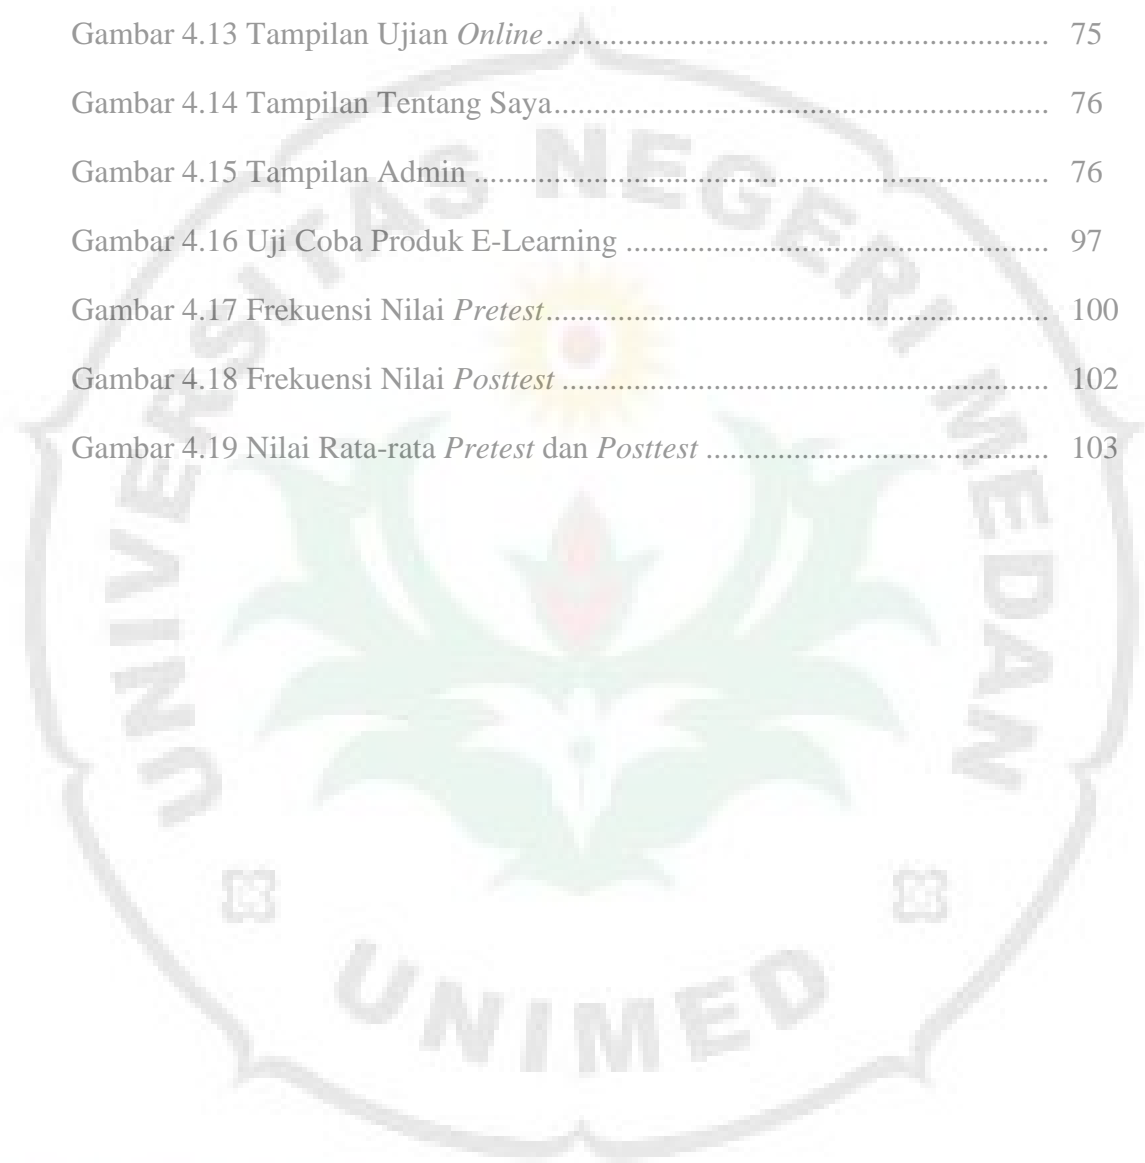 Gambar 4.13 Tampilan Ujian Online................................................................ 75
Gambar 4.14 Tampilan Tentang Saya.............................................................. 76
Gambar 4.15 Tampilan Admin ........................................................................ 76
Gambar 4.16 Uji Coba Produk E-Learning ..................................................... 97
Gambar 4.17 Frekuensi Nilai Pretest............................................................... 100
Gambar 4.18 Frekuensi Nilai Posttest ............................................................. 102
Gambar 4.19 Nilai Rata-rata Pretest dan Posttest ........................................... 103
UNIVERSITAS NEGERI MEDAN
UNIMED